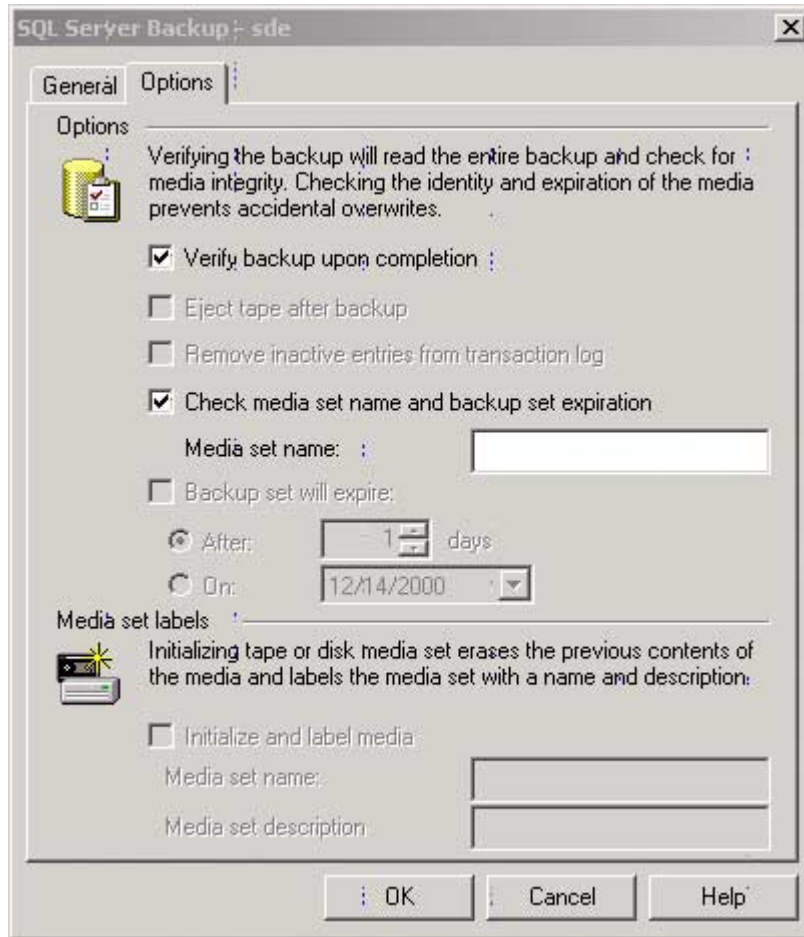 SQL Server Backup - sde
General
Options
Options
Verifying the backup will read the entire backup and check for
media integrity. Checking the identity and expiration of the media
prevents accidental overwrites.
Verify backup upon completion
Eject tape after backup
Remove inactive entries from transaction log
Check media set name and backup set expiration
Media set name:
Backup set will expire:
After: 1 days
On: 12/14/2000
Media set labels
Initializing tape or disk media set erases the previous contents of
the media and labels the media set with a name and description.
Initialize and label media
Media set name:
Media set description
OK Cancel Help